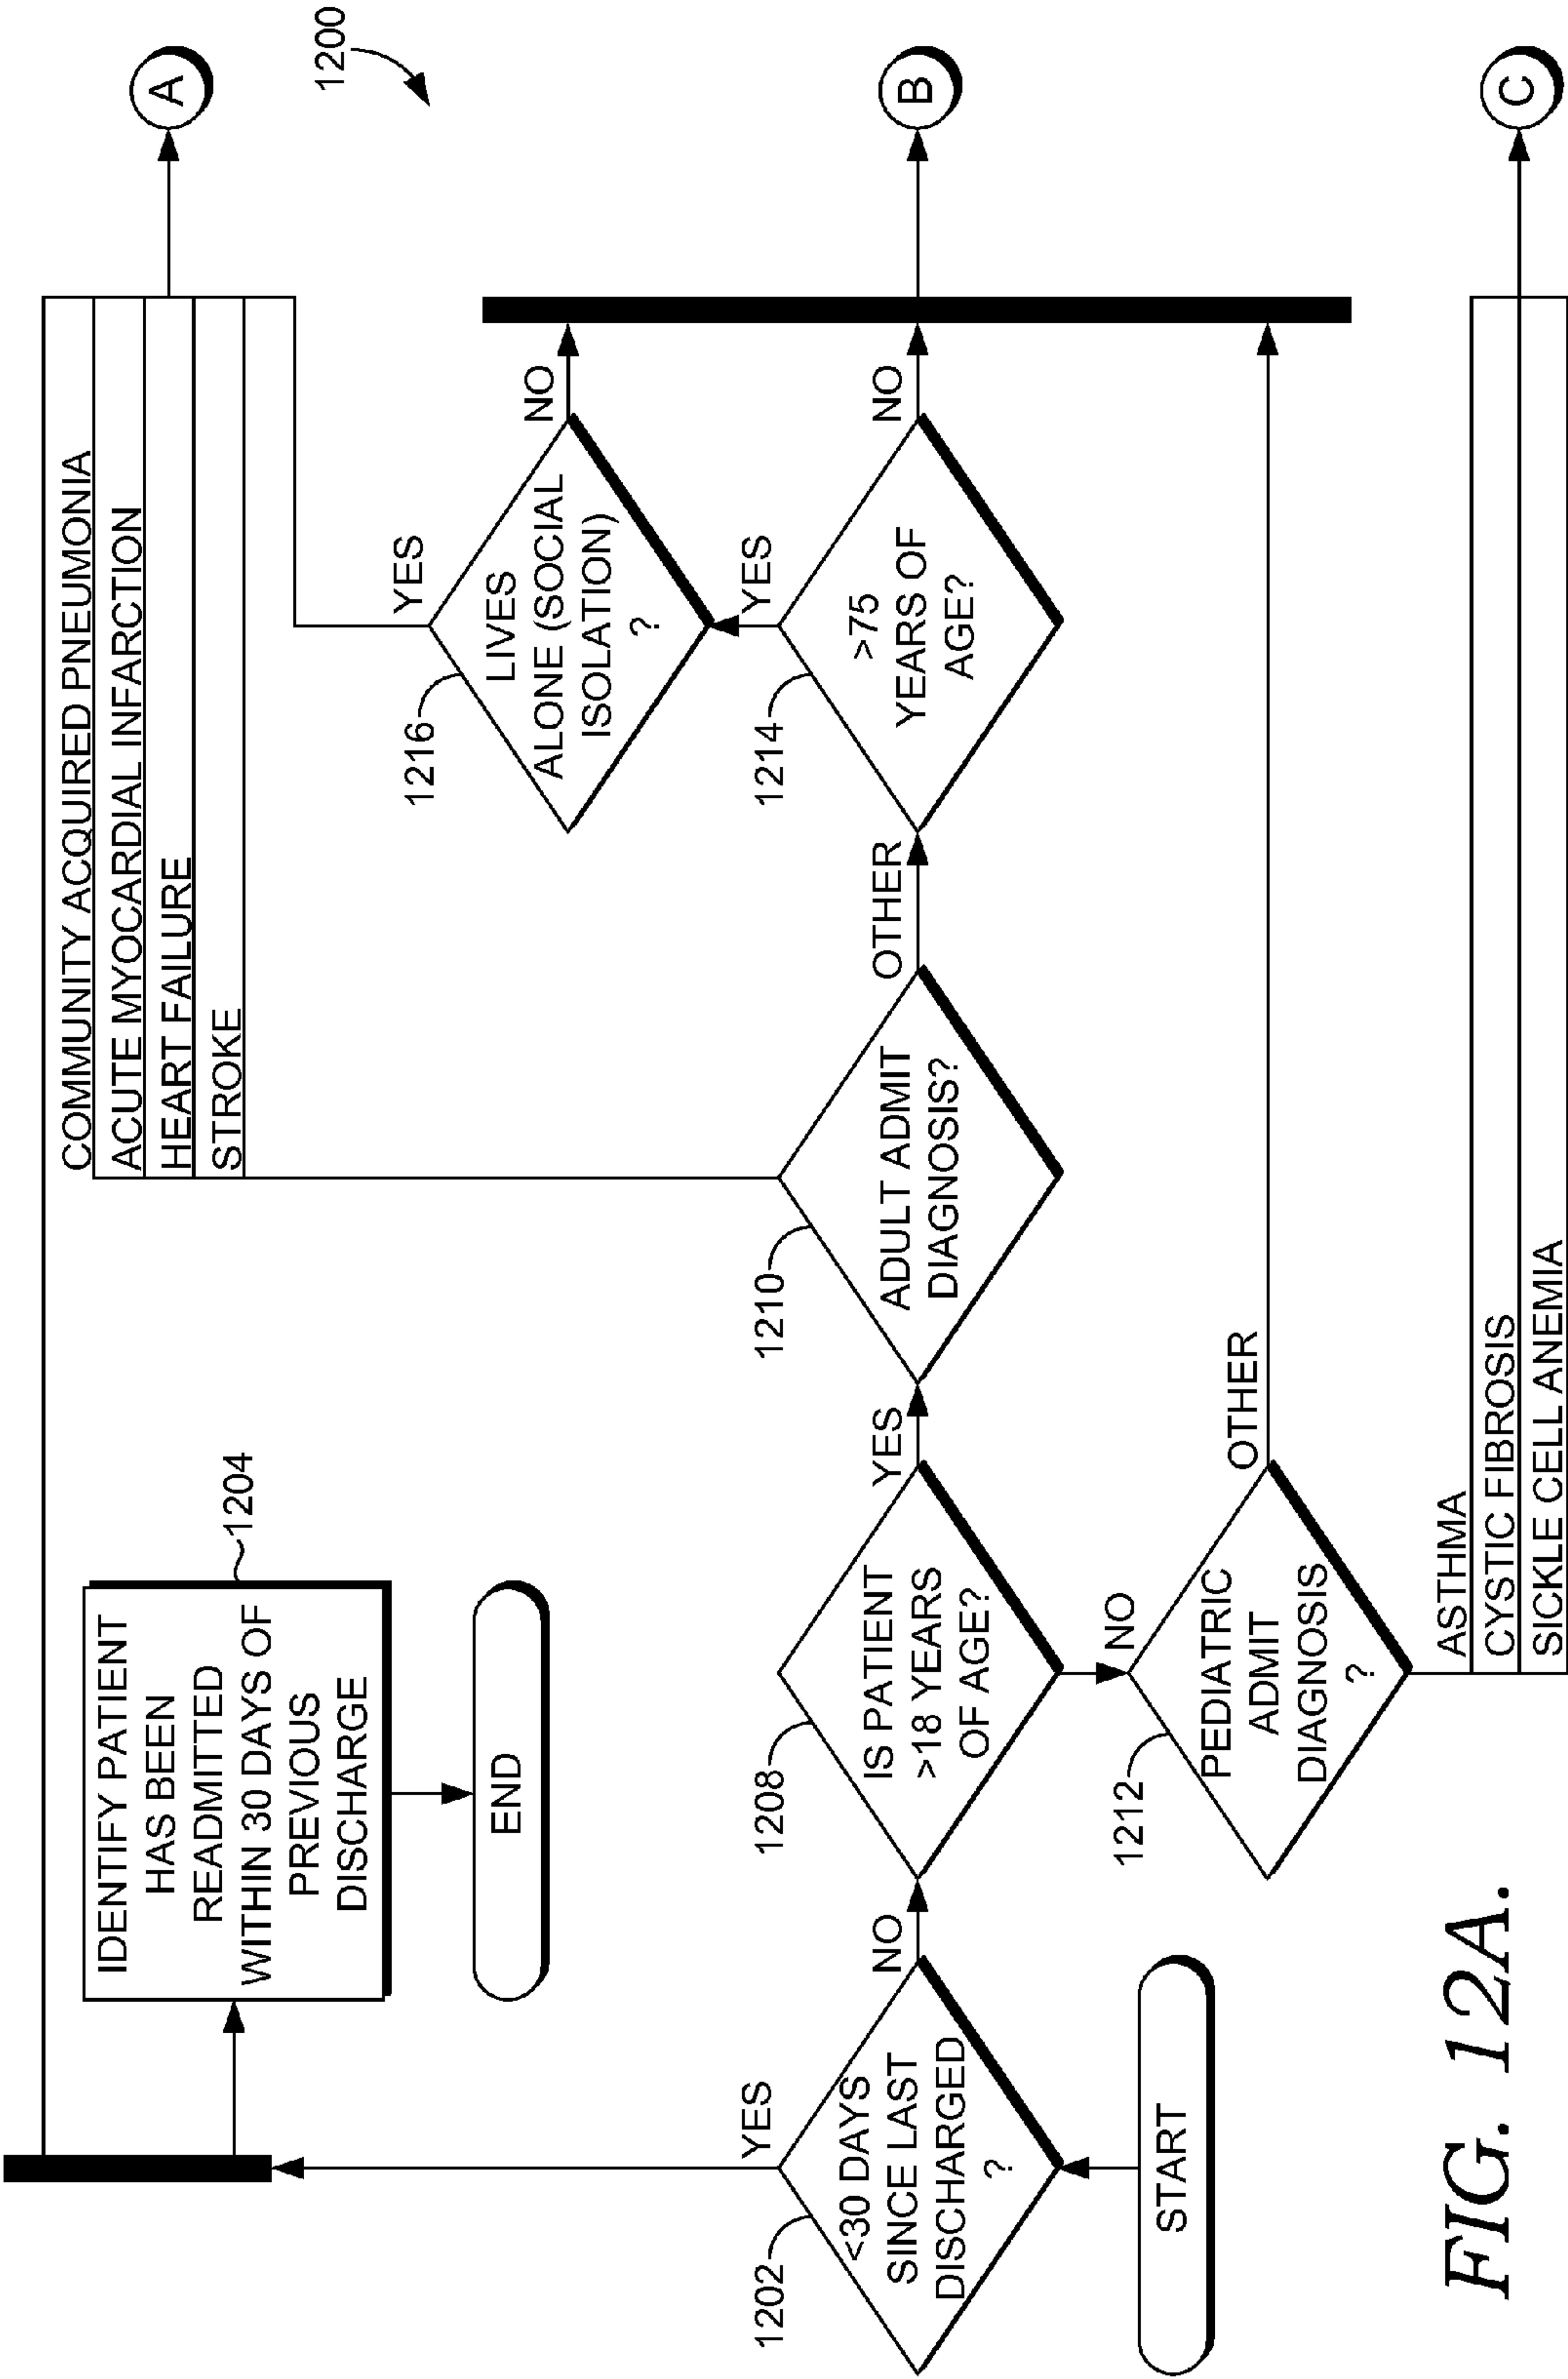 1200
COMMUNITY ACQUIRED PNEUMONIA
ACUTE MYOCARDIAL INFARCTION
HEART FAILURE
STROKE
A
IDENTIFY PATIENT
HAS BEEN
READMITTED
WITHIN 30 DAYS OF
PREVIOUS
DISCHARGE
1204
END
YES
1216
LIVES
ALONE (SOCIAL
ISOLATION)
?
NO
YES
1202
<30 DAYS
SINCE LAST
DISCHARGED
?
NO
1208
IS PATIENT
>18 YEARS
OF AGE?
YES
1210
ADULT ADMIT
DIAGNOSIS?
OTHER
1214
>75
YEARS OF
AGE?
YES
NO
B
START
NO
1212
PEDIATRIC
ADMIT
DIAGNOSIS
?
OTHER
ASTHMA
CYSTIC FIBROSIS
SICKLE CELL ANEMIA
C
FIG. 12A.